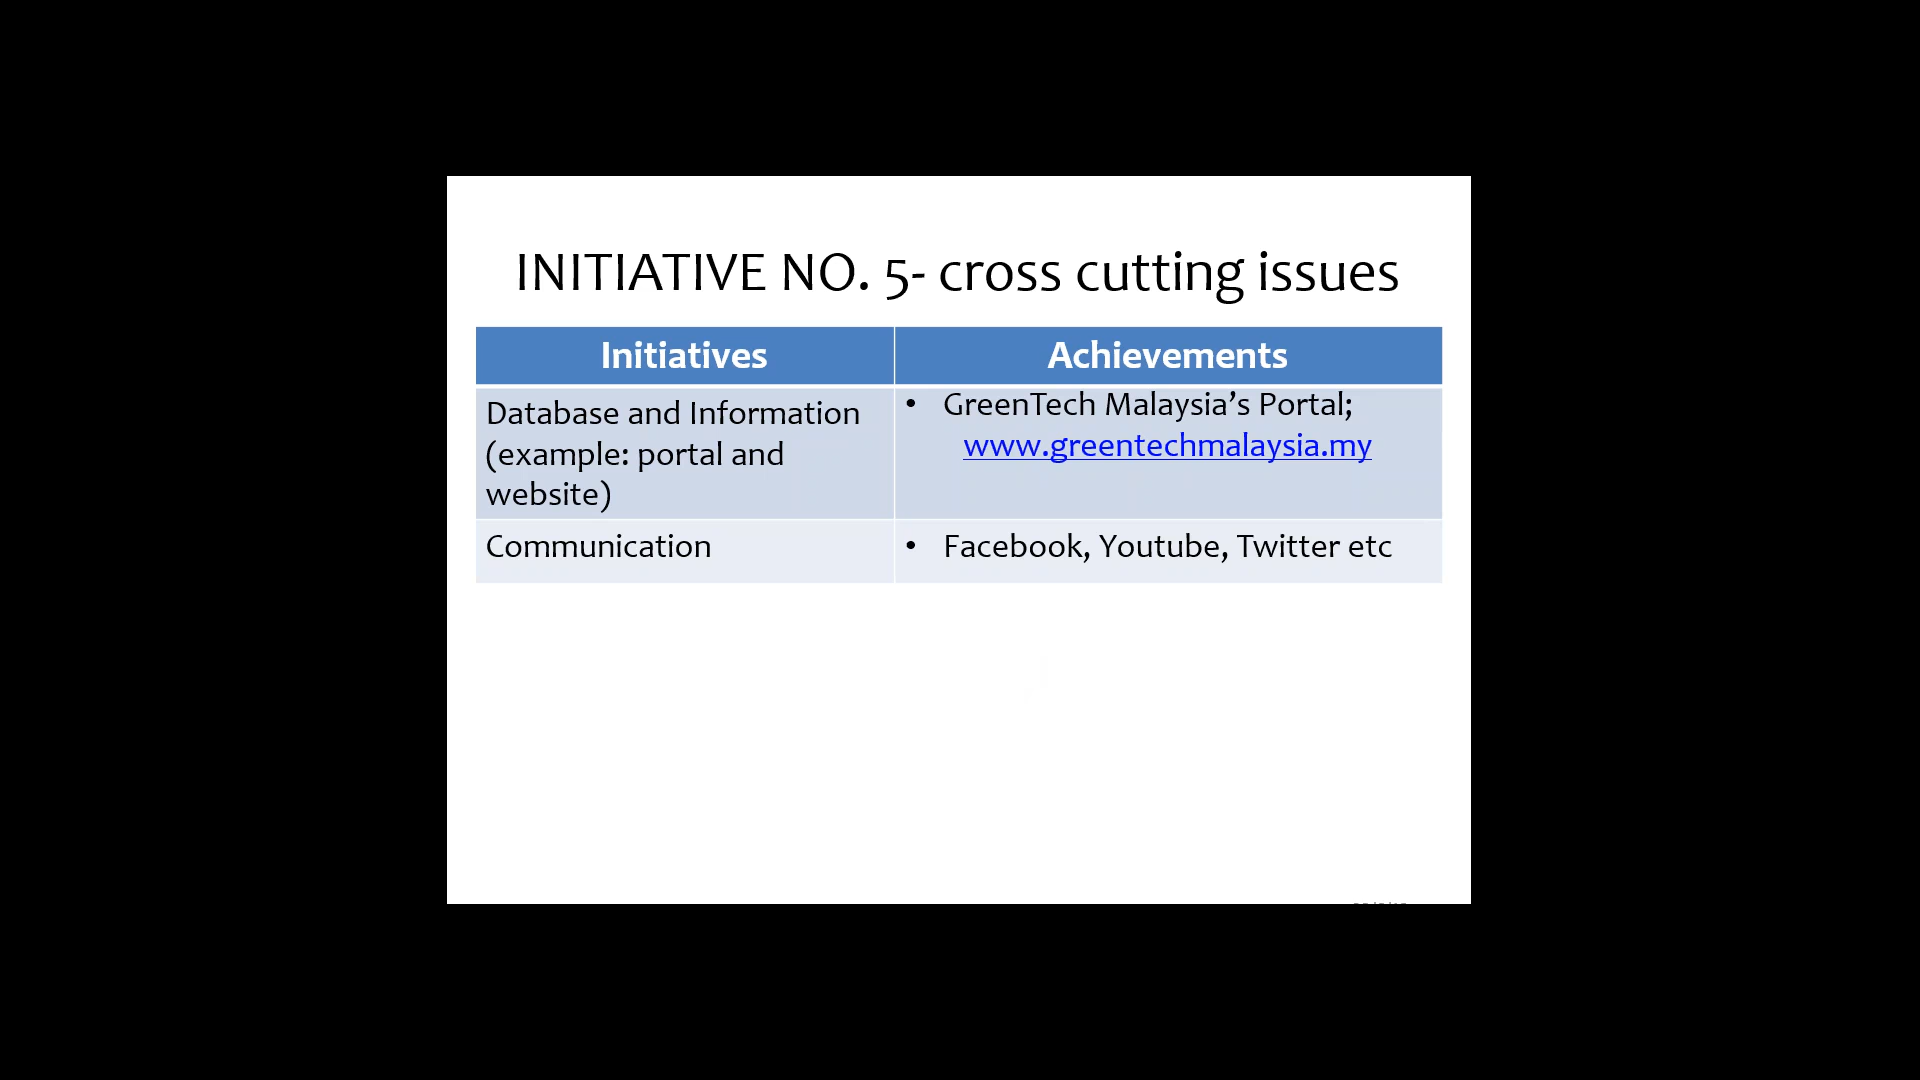 INITIATIVE NO. 5- cross cutting issues
Initiatives
Achievements
Database and Information
(example: portal and
website)
• GreenTech Malaysia’s Portal;
www.greentechmalaysia.my
Communication
• Facebook, Youtube, Twitter etc